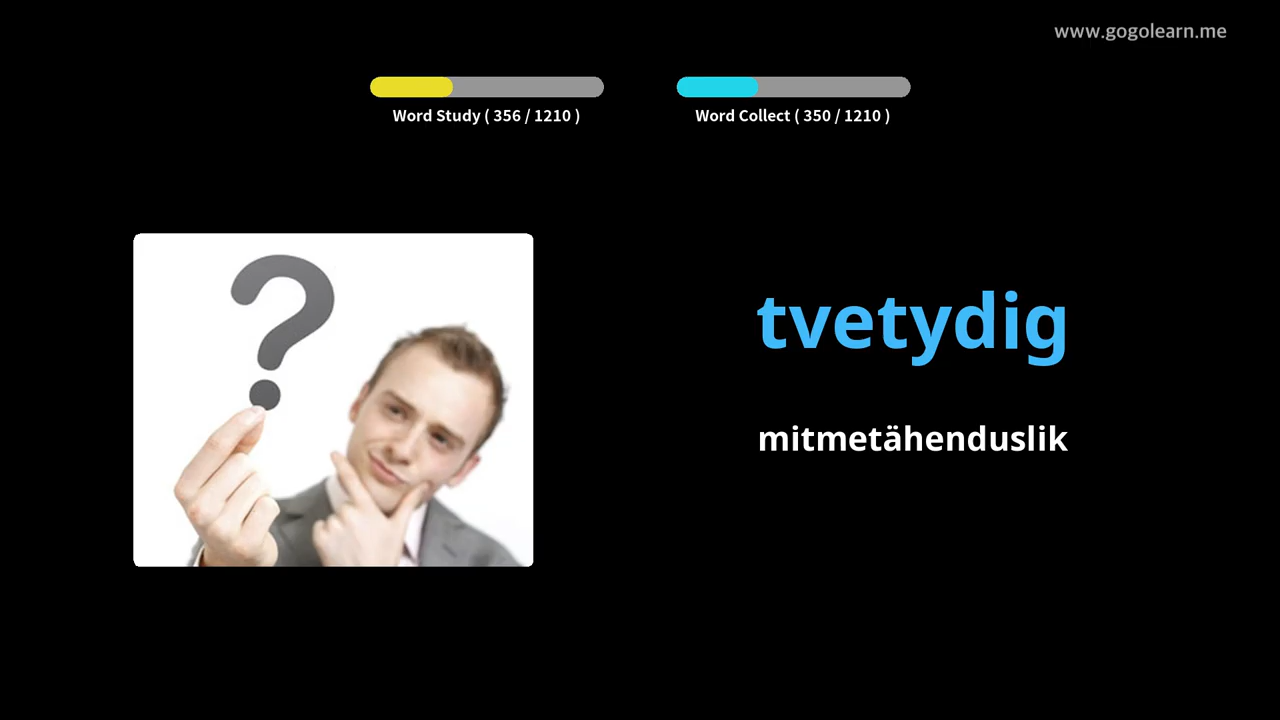 www.gogolearn.me
Word Study ( 356 / 1210 )
Word Collect ( 350 / 1210 )
tvetydig
mitmetähenduslik